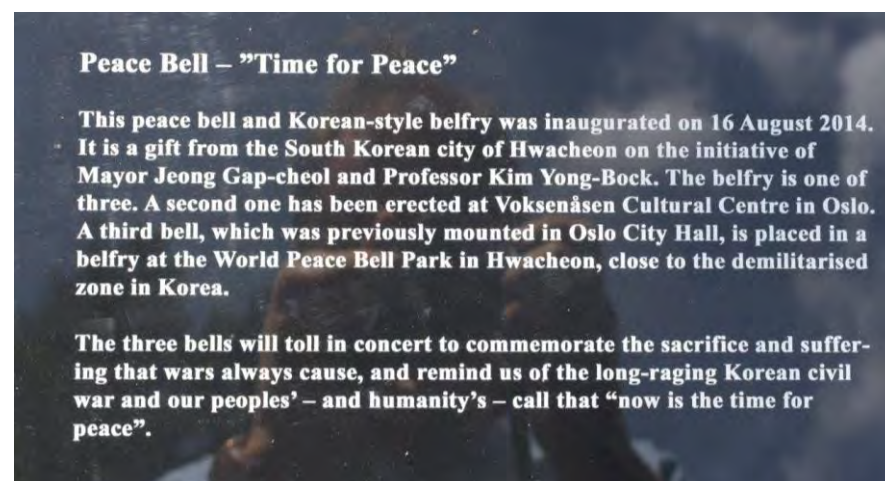 Peace Bell – ”Time for Peace”
This peace bell and Korean-style belfry was inaugurated on 16 August 2014.
It is a gift from the South Korean city of Hwacheon on the initiative of
Mayor Jeong Gap-cheol and Professor Kim Yong-Bock. The belfry is one of
three. A second one has been erected at Voksenåsen Cultural Centre in Oslo.
A third bell, which was previously mounted in Oslo City Hall, is placed in a
belfry at the World Peace Bell Park in Hwacheon, close to the demilitarised
zone in Korea.
The three bells will toll in concert to commemorate the sacrifice and suffer-
ing that wars always cause, and remind us of the long-raging Korean civil
war and our peoples’ – and humanity’s – call that “now is the time for
peace”.